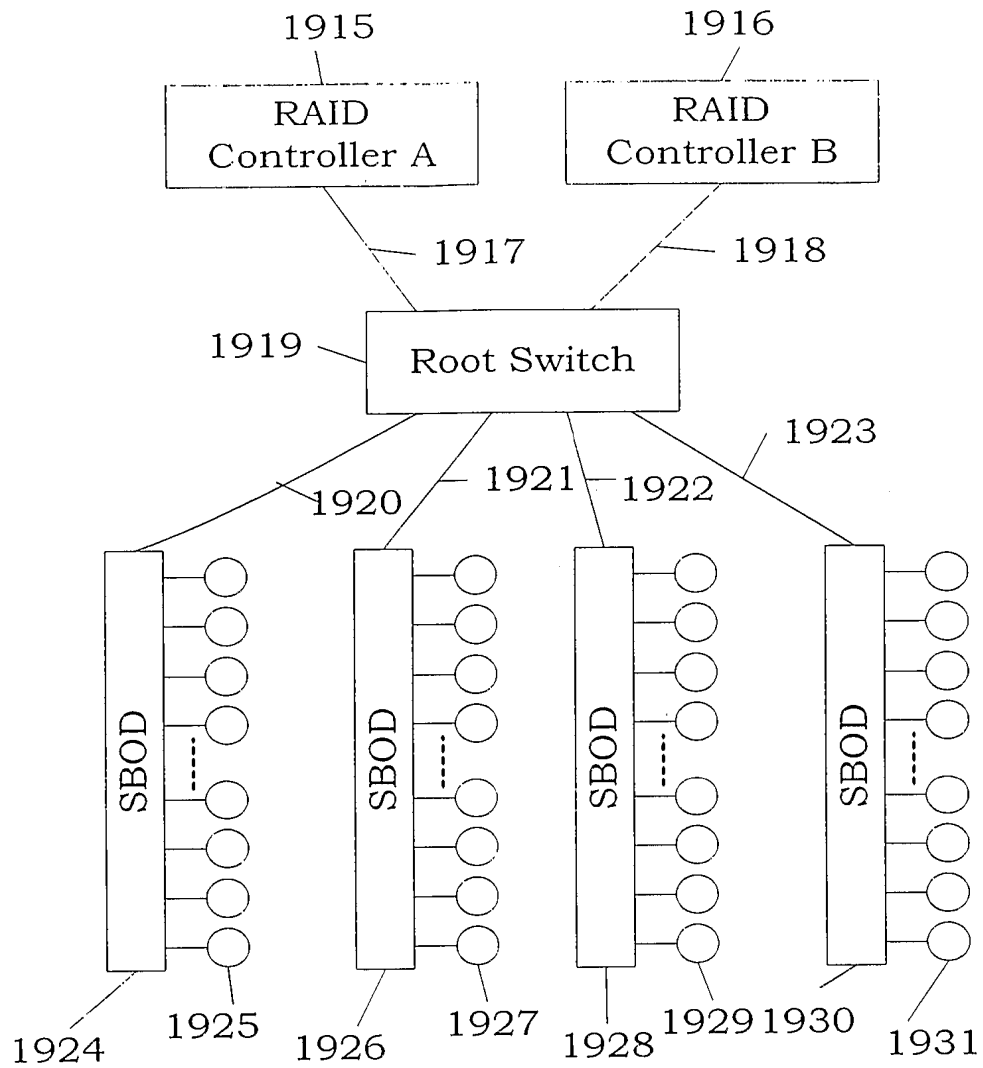 1915
1916
RAID
Controller A
RAID
Controller B
1917
1918
1919
Root Switch
1920
1921
1922
1923
SBOD
SBOD
SBOD
SBOD
1924
1925
1926
1927
1928
1929
1930
1931